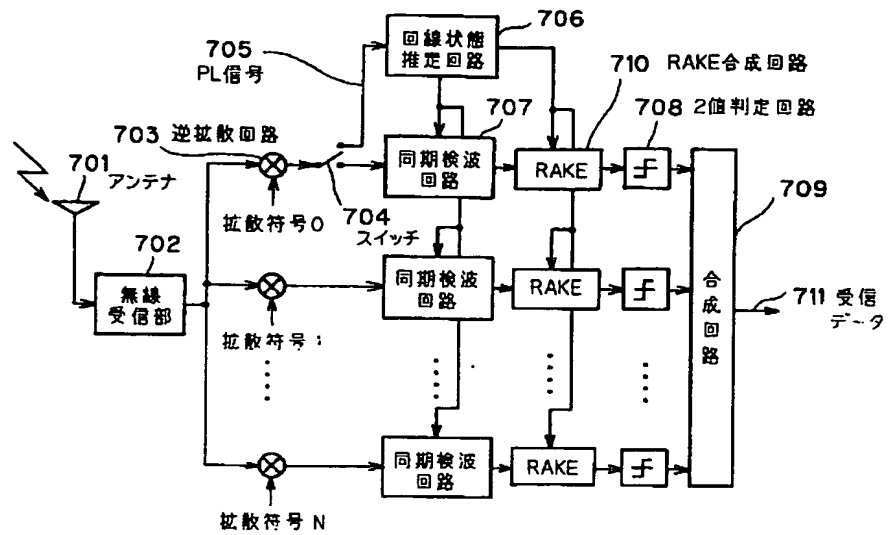 706
705
PL信号
回線状態
推定回路
710 RAKE合成回路
703 逆拡散回路
707
708 2値判定回路
701 アンテナ
同期検波
回路
RAKE
709
拡散符号0
704
スイッチ
702
無線
受信部
同期検波
回路
RAKE
合成回路
711 受信
データ
拡散符号i
同期検波
回路
RAKE
拡散符号N